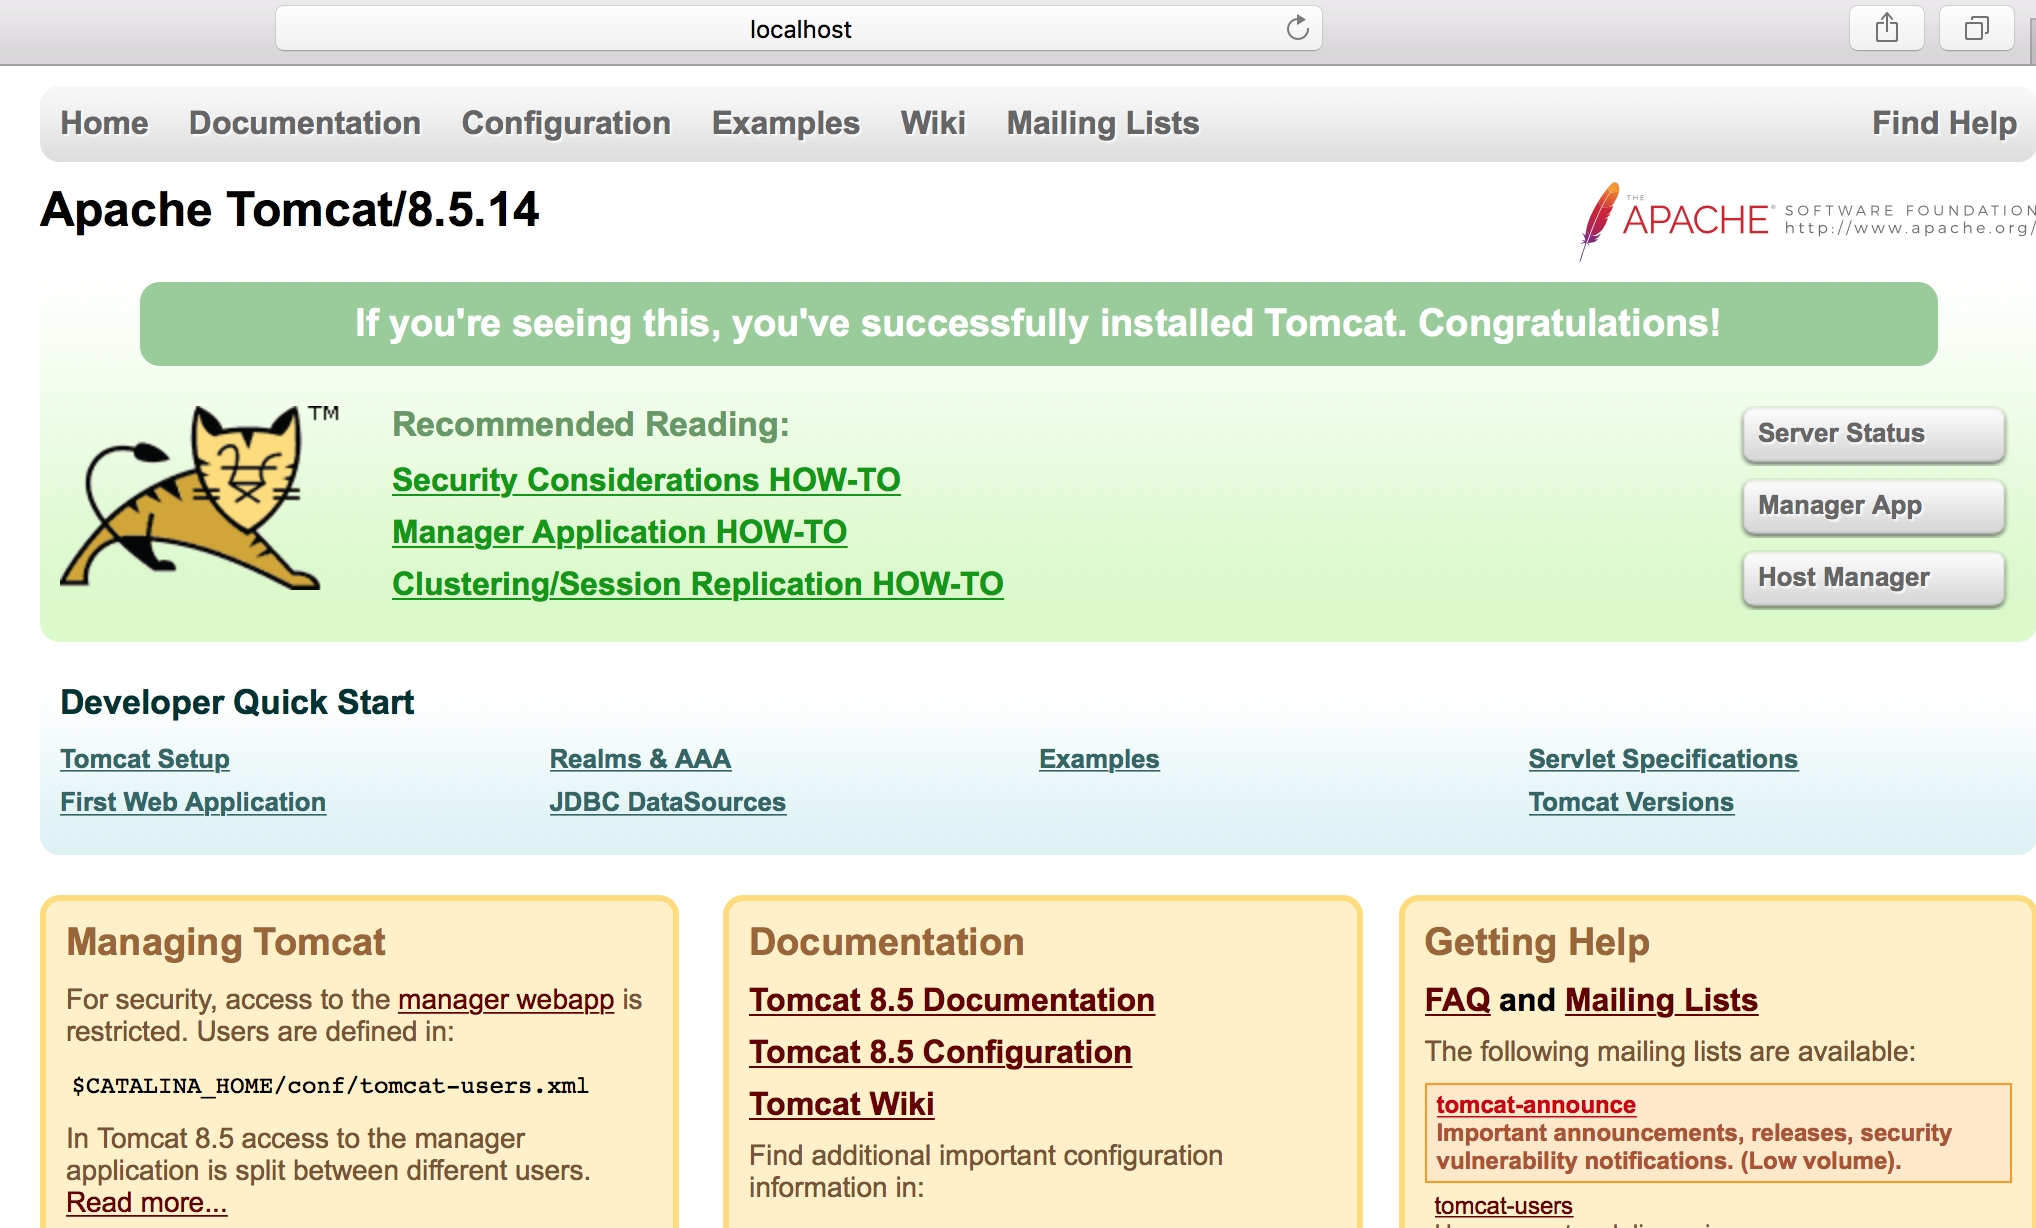 localhost
Home Documentation Configuration Examples Wiki Mailing Lists Find Help
Apache Tomcat/8.5.14
THE
APACHE® SOFTWARE FOUNDATION
http://www.apache.org/
If you're seeing this, you've successfully installed Tomcat. Congratulations!
TM
Recommended Reading:
Security Considerations HOW-TO
Manager Application HOW-TO
Clustering/Session Replication HOW-TO
Server Status
Manager App
Host Manager
Developer Quick Start
Tomcat Setup
First Web Application
Realms & AAA
JDBC DataSources
Examples
Servlet Specifications
Tomcat Versions
Managing Tomcat
For security, access to the manager webapp is
restricted. Users are defined in:
$CATALINA_HOME/conf/tomcat-users.xml
In Tomcat 8.5 access to the manager
application is split between different users.
Read more...
Documentation
Tomcat 8.5 Documentation
Tomcat 8.5 Configuration
Tomcat Wiki
Find additional important configuration
information in:
Getting Help
FAQ and Mailing Lists
The following mailing lists are available:
tomcat-announce
Important announcements, releases, security
vulnerability notifications. (Low volume).
tomcat-users